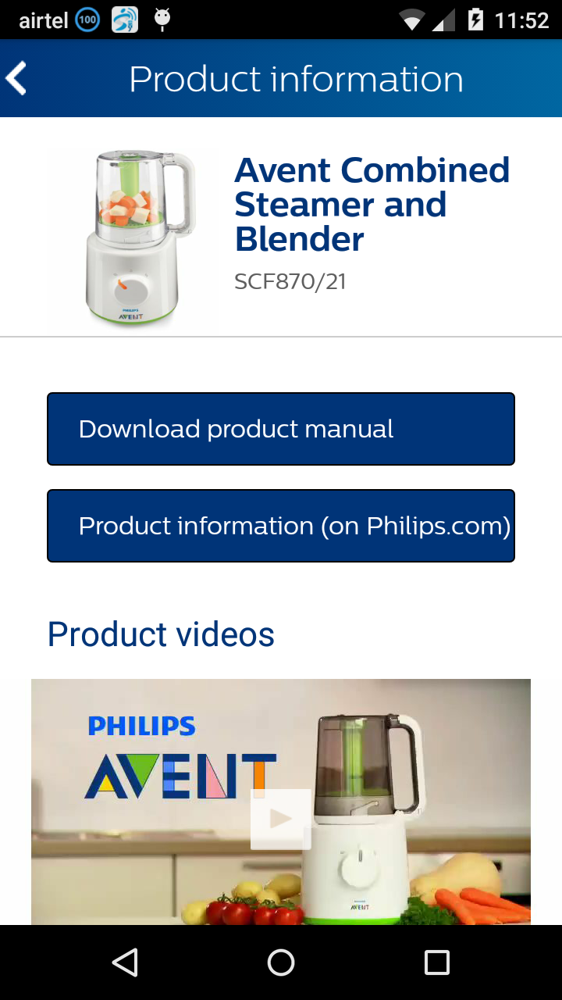 airtel 100 11:52
Product information
Avent Combined
Steamer and
Blender
SCF870/21
PHILIPS
AVENT
Download product manual
Product information (on Philips.com)
Product videos
PHILIPS
AVENT
AVENT